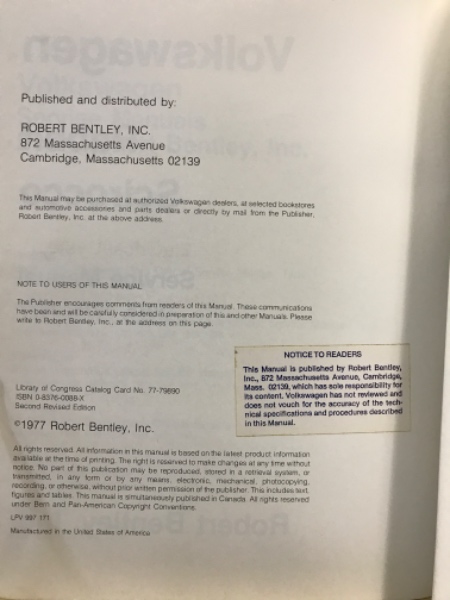 Published and distributed by:
ROBERT BENTLEY, INC.
872 Massachusetts Avenue
Cambridge, Massachusetts 02139
This Manual may be purchased at authorized Volkswagen dealers, at selected bookstores
and automotive accessories and parts dealers or directly by mail from the Publisher,
Robert Bentley, Inc. at the above address.
NOTE TO USERS OF THIS MANUAL
The Publisher encourages comments from readers of this Manual. These communications
have been and will be carefully considered in preparation of this and other Manuals. Please
write to Robert Bentley, Inc., at the address on this page.
NOTICE TO READERS
This Manual is published by Robert Bentley,
Inc., 872 Massachusetts Avenue, Cambridge,
Mass. 02139, which has sole responsibility for
its content. Volkswagen has not reviewed and
does not vouch for the accuracy of the tech-
nical specifications and procedures described
in this Manual.
Library of Congress Catalog Card No. 77-79890
ISBN 0-8376-0088-X
Second Revised Edition
©1977 Robert Bentley, Inc.
All rights reserved. All information in this manual is based on the latest product information
available at the time of printing. The right is reserved to make changes at any time without
notice. No part of this publication may be reproduced, stored in a retrieval system, or
transmitted, in any form or by any means, electronic, mechanical, photocopying,
recording, or otherwise, without prior written permission of the publisher. This includes text,
figures and tables. This manual is simultaneously published in Canada. All rights reserved
under Bern and Pan-American Copyright Conventions.
LPV 997 171
Manufactured in the United States of America